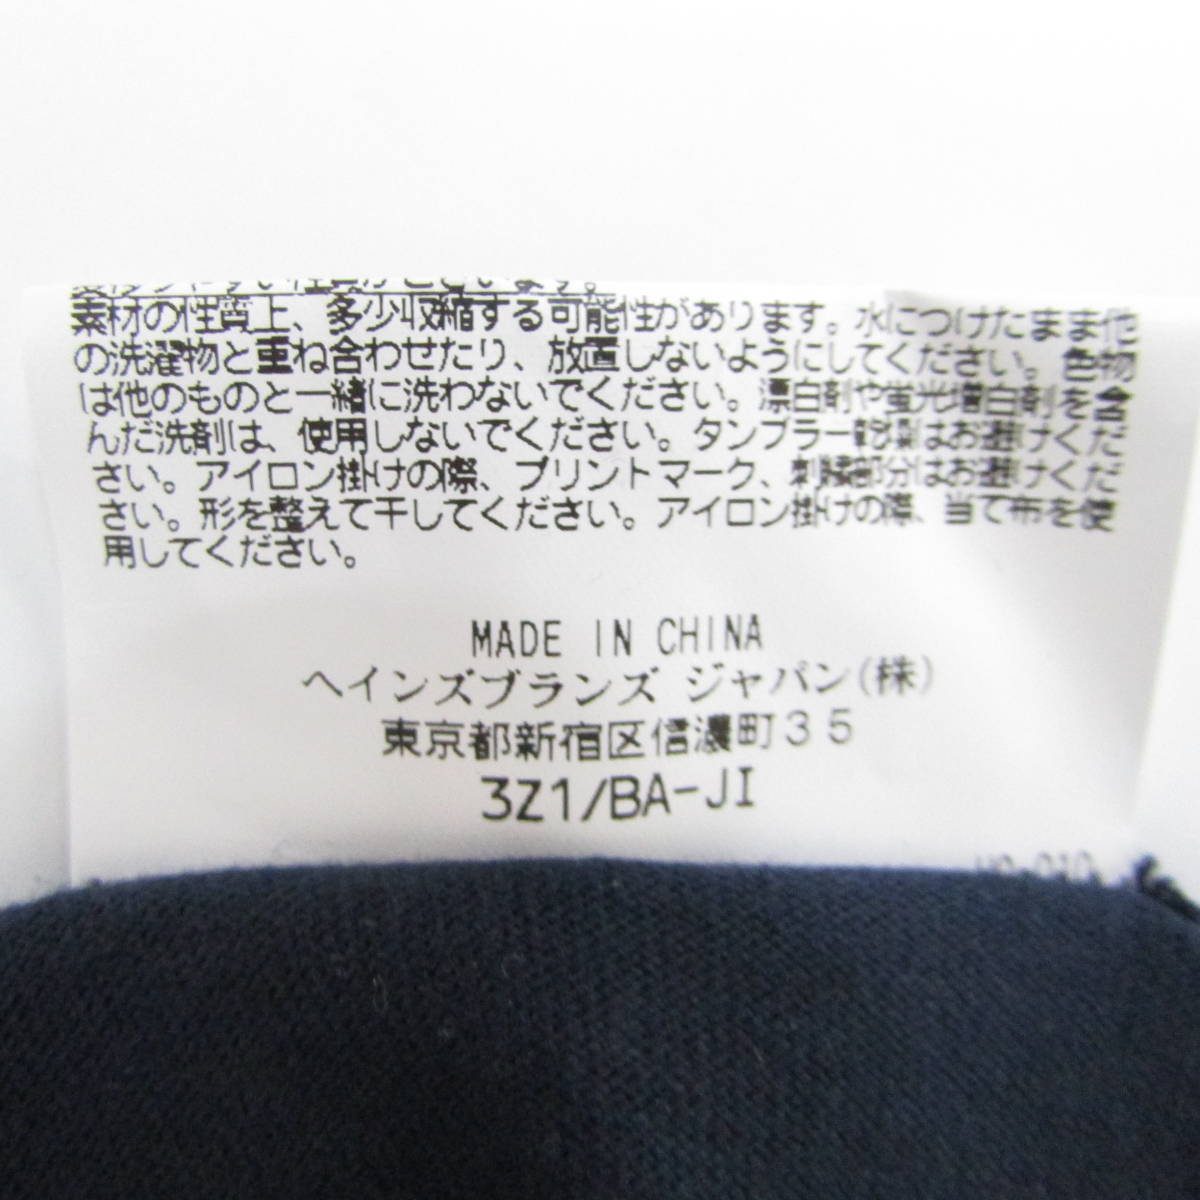 素材の性質上、多少収縮する可能性があります。水につけたまま他
の洗濯物と重ね合わせたり、放置しないようにしてください。色物
は他のものと一緒に洗わないでください。漂白剤や蛍光増白剤を含
んだ洗剤は、使用しないでください。タンブラー乾燥はお避けくだ
さい。アイロン掛けの際、プリントマーク、刺繍部分はお避けくだ
さい。形を整えて干してください。アイロン掛けの際、当て布を使
用してください。
MADE IN CHINA
ヘインズブランズ ジャパン(株)
東京都新宿区信濃町35
3Z1/BA-JI